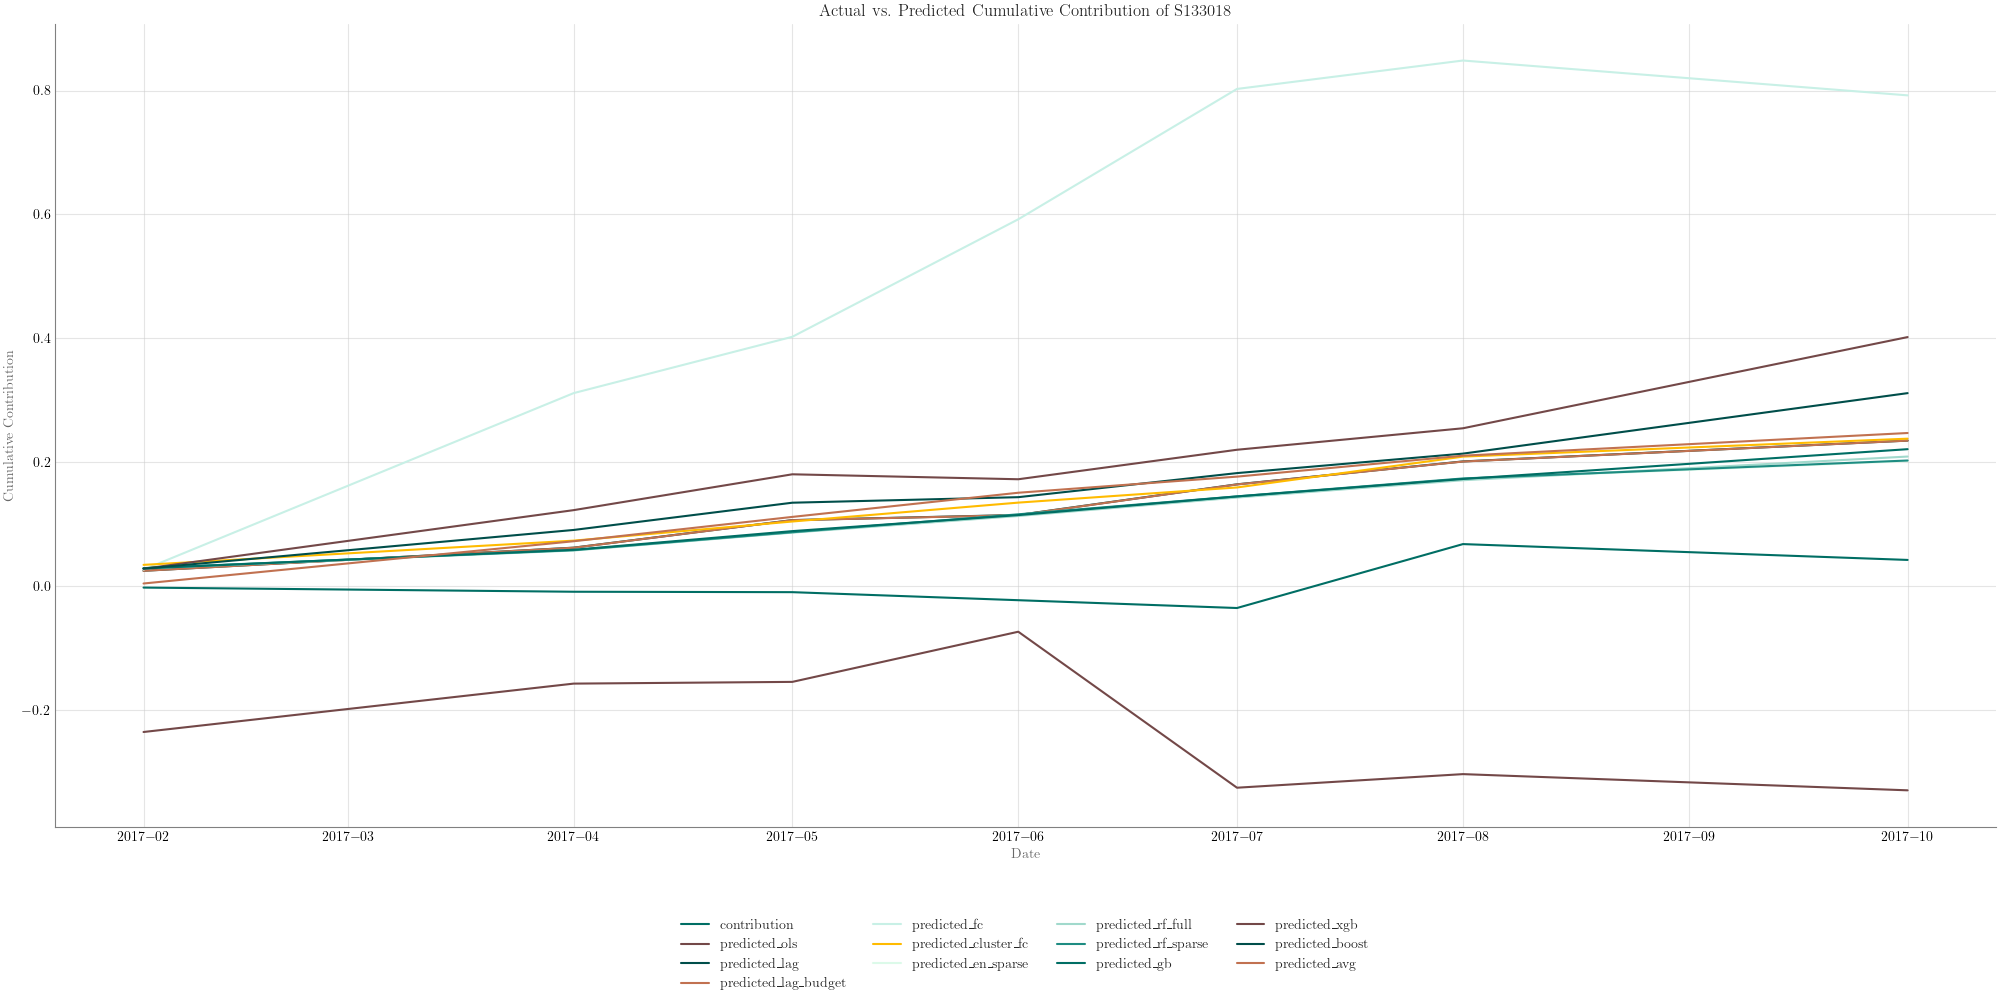 Actual vs. Predicted Cumulative Contribution of S133018
Cumulative Contribution
0.8
0.6
0.4
0.2
0.0
−0.2
2017−02 2017−03 2017−04 2017−05 2017−06 2017−07 2017−08 2017−09 2017−10
Date
contribution predicted_fc predicted_rf_full predicted_xgb
predicted_ols predicted_cluster_fc predicted_rf_sparse predicted_boost
predicted_lag predicted_en_sparse predicted_gb predicted_avg
predicted_lag_budget